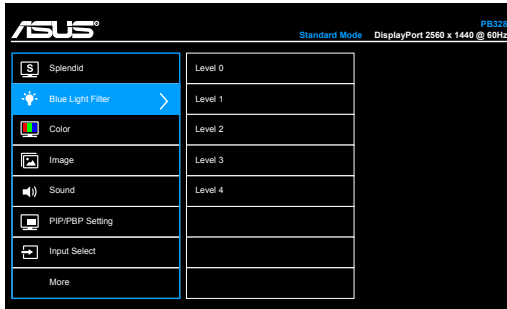 ASUS
PB328
Standard Mode DisplayPort 2560 x 1440 @ 60Hz
S Splendid
Level 0
Blue Light Filter
Level 1
Color
Level 2
Image
Level 3
Sound
Level 4
PIP/PBP Setting
Input Select
More